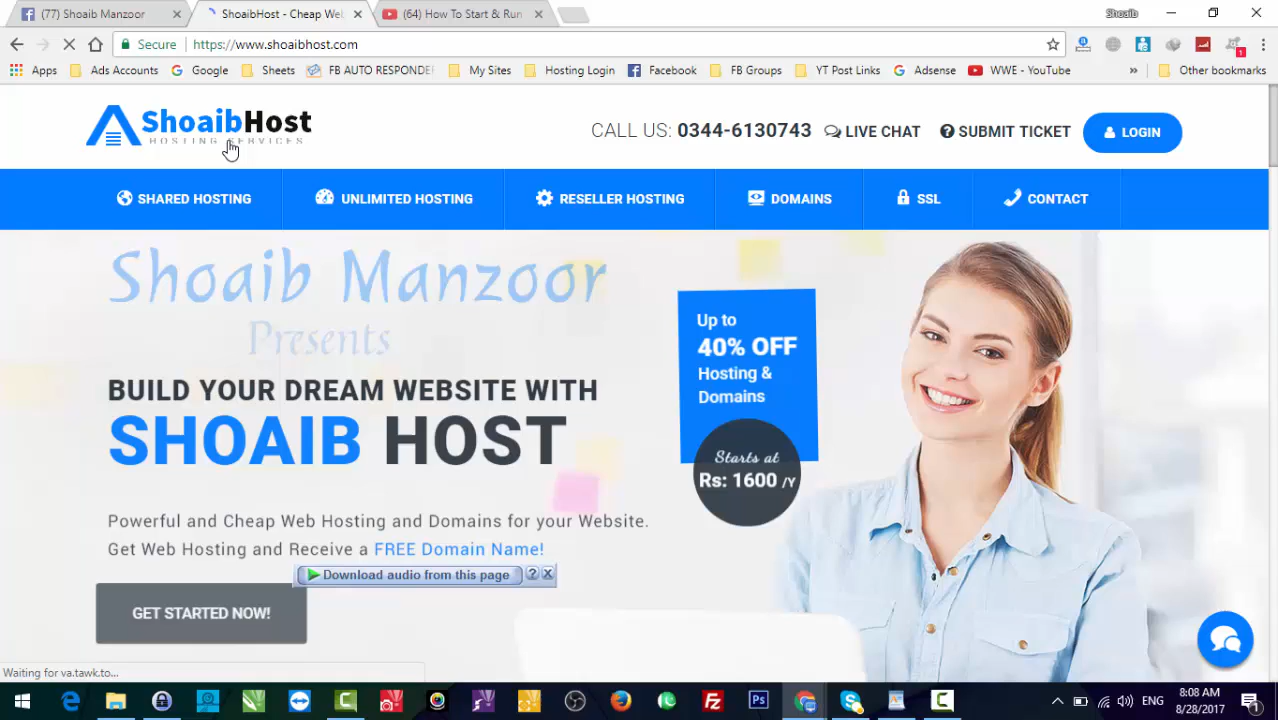 (77) Shoaib Manzoor
ShoaibHost - Cheap Web
(64) How To Start & Run
Shoaib
Secure
https://www.shoaibhost.com
Apps
Ads Accounts
Google
Sheets
FB AUTO RESPONDER
My Sites
Hosting Login
Facebook
FB Groups
YT Post Links
Adsense
WWE - YouTube
»
Other bookmarks
ShoaibHost
HOSTING SERVICES
CALL US: 0344-6130743
LIVE CHAT
SUBMIT TICKET
LOGIN
SHARED HOSTING
UNLIMITED HOSTING
RESELLER HOSTING
DOMAINS
SSL
CONTACT
Shoaib Manzoor
Presents
BUILD YOUR DREAM WEBSITE WITH
SHOAIB HOST
Up to
40% OFF
Hosting &
Domains
Starts at
Rs: 1600 /Y
Powerful and Cheap Web Hosting and Domains for your Website.
Get Web Hosting and Receive a FREE Domain Name!
Download audio from this page
GET STARTED NOW!
Waiting for va.tawk.to...
ENG
8:08 AM
8/28/2017